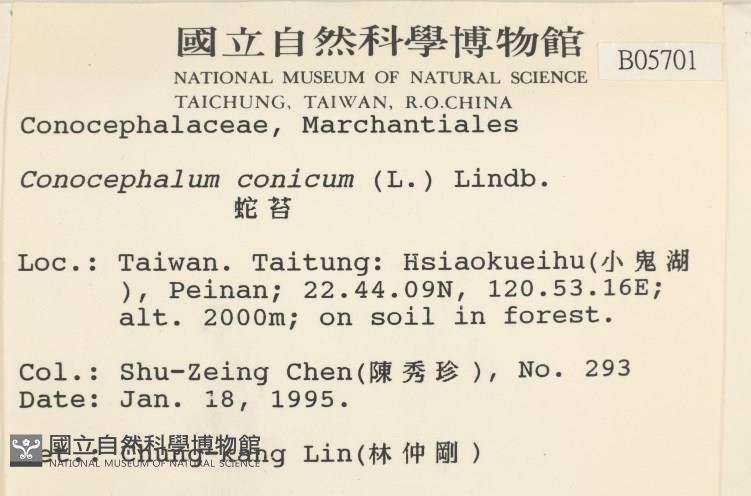 國立自然科學博物館
NATIONAL MUSEUM OF NATURAL SCIENCE
TAICHUNG, TAIWAN, R.O.CHINA
B05701
Conocephalaceae, Marchantiales
Conocephalum conicum (L.) Lindb.
蛇苔
Loc.: Taiwan. Taitung: Hsiaokueihu(小鬼湖
), Peinan; 22.44.09N, 120.53.16E;
alt. 2000m; on soil in forest.
Col.: Shu-Zeing Chen(陳秀珍), No. 293
Date: Jan. 18, 1995.
Det.: Chung-kang Lin(林仲剛)
國立自然科學博物館
NATIONAL MUSEUM OF NATURAL SCIENCE